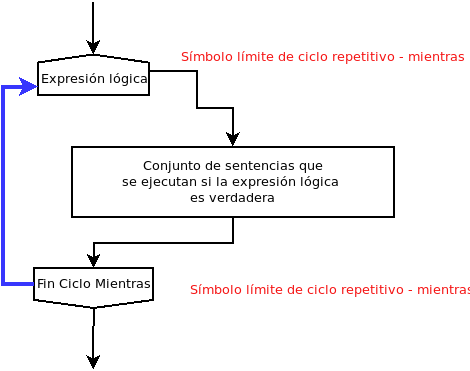 Símbolo límite de ciclo repetitivo - mientras
Expresión lógica
Conjunto de sentencias que
se ejecutan si la expresión lógica
es verdadera
Fin Ciclo Mientras
Símbolo límite de ciclo repetitivo - mientras